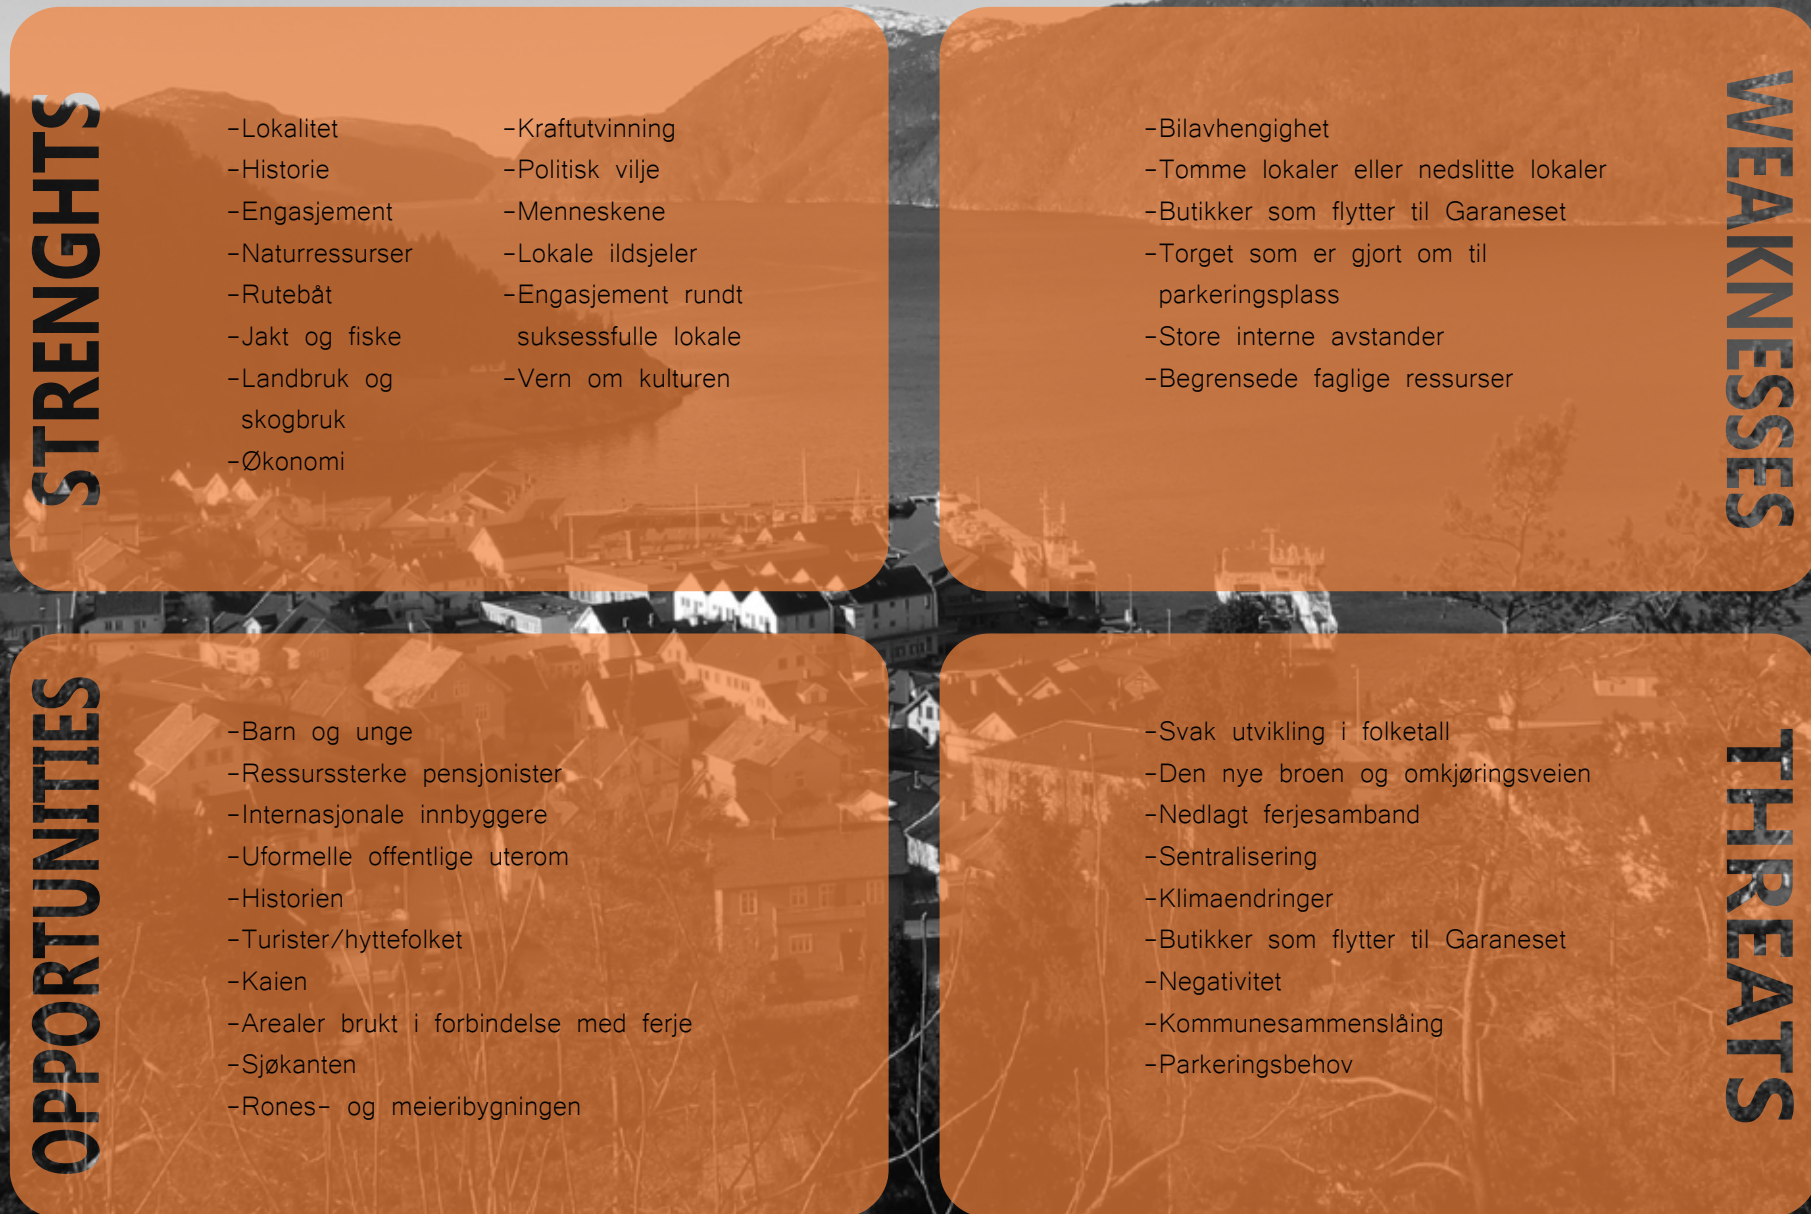 STRENGHTS
-Lokalitet
-Historie
-Engasjement
-Naturressurser
-Rutebåt
-Jakt og fiske
-Landbruk og
skogbruk
-Økonomi
-Kraftutvinning
-Politisk vilje
-Menneskene
-Lokale ildsjeler
-Engasjement rundt
suksessfulle lokale
-Vern om kulturen
WEAKNESSES
-Bilavhengighet
-Tomme lokaler eller nedslitte lokaler
-Butikker som flytter til Garaneset
-Torget som er gjort om til
parkeringsplass
-Store interne avstander
-Begrensede faglige ressurser
OPPORTUNITIES
-Barn og unge
-Ressurssterke pensjonister
-Internasjonale innbyggere
-Uformelle offentlige uterom
-Historien
-Turister/hyttefolket
-Kaien
-Arealer brukt i forbindelse med ferje
-Sjøkanten
-Rones- og meieribygningen
THREATS
-Svak utvikling i folketall
-Den nye broen og omkjøringsveien
-Nedlagt ferjesamband
-Sentralisering
-Klimaendringer
-Butikker som flytter til Garaneset
-Negativitet
-Kommunesammenslåing
-Parkeringsbehov